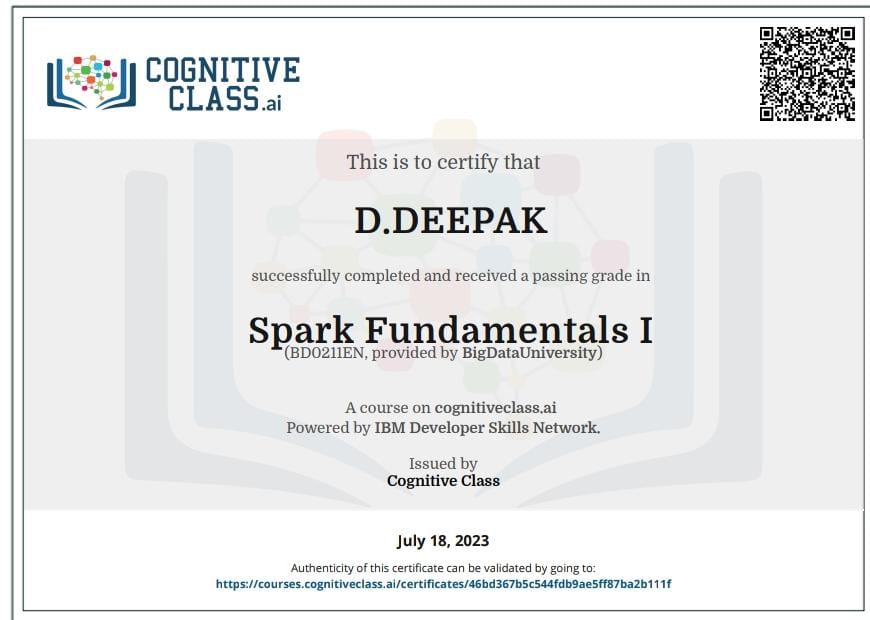 COGNITIVE
CLASS.ai
This is to certify that
D.DEEPAK
successfully completed and received a passing grade in
Spark Fundamentals I
(BD0211EN, provided by BigDataUniversity)
A course on cognitiveclass.ai
Powered by IBM Developer Skills Network.
Issued by
Cognitive Class
July 18, 2023
Authenticity of this certificate can be validated by going to:
https://courses.cognitiveclass.ai/certificates/46bd367b5c544fdb9ae5ff87ba2b111f